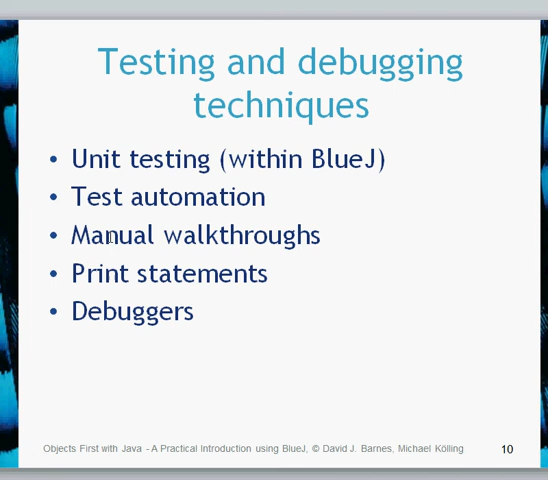 Testing and debugging
techniques
• Unit testing (within BlueJ)
• Test automation
• Manual walkthroughs
• Print statements
• Debuggers
Objects First with Java - A Practical Introduction using BlueJ, © David J. Barnes, Michael Kölling
10